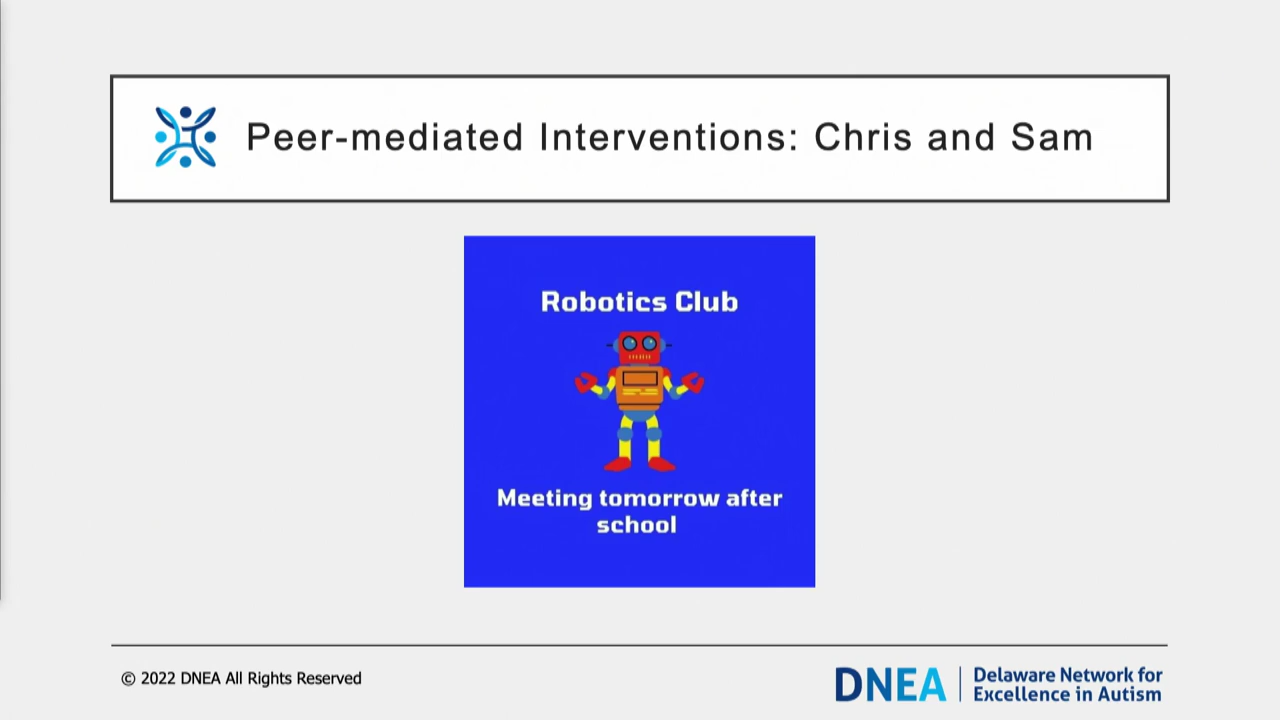 Peer-mediated Interventions: Chris and Sam
Robotics Club
Meeting tomorrow after
school
© 2022 DNEA All Rights Reserved
DNEA
Delaware Network for
Excellence in Autism